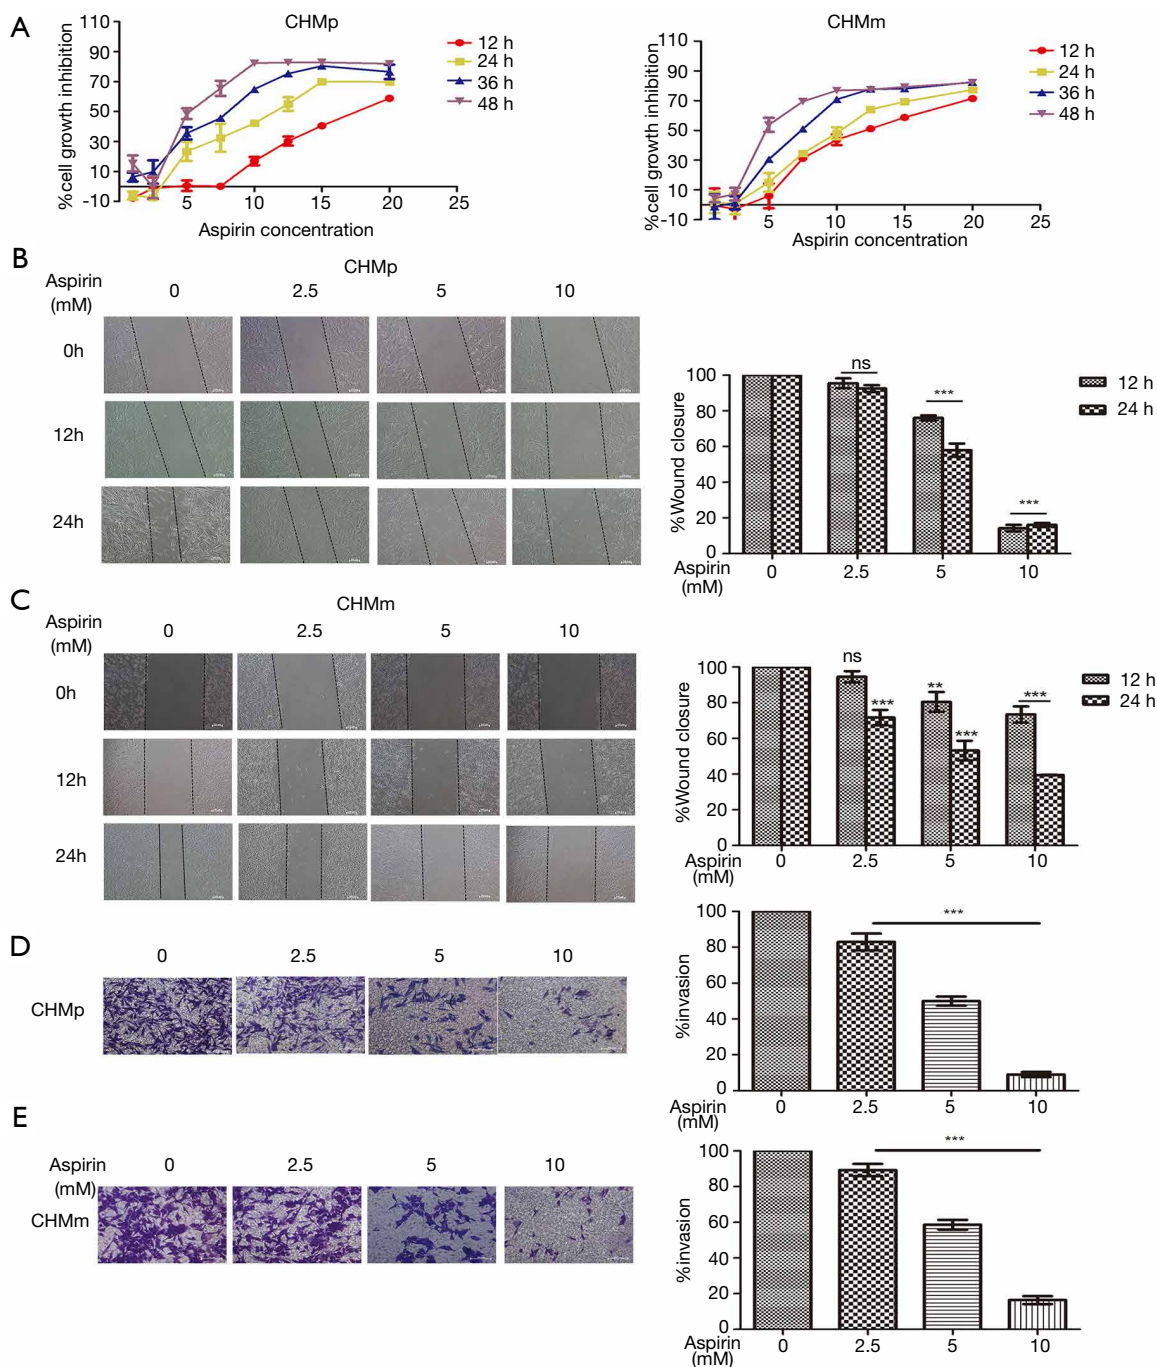 A
CHMp
%cell growth inhibition
110
90
70
50
30
10
-10
5
10
15
20
25
Aspirin concentration
12 h
24 h
36 h
48 h
CHMm
%cell growth inhibition
110
90
70
50
30
10
-10
5
10
15
20
25
Aspirin concentration
12 h
24 h
36 h
48 h
B
CHMp
Aspirin
(mM)
0
2.5
5
10
0h
12h
24h
%Wound closure
100
80
60
40
20
0
ns
***
***
12 h
24 h
Aspirin
(mM)
0
2.5
5
10
C
CHMm
Aspirin
(mM)
0
2.5
5
10
0h
12h
24h
%Wound closure
100
80
60
40
20
0
ns
***
**
***
***
12 h
24 h
Aspirin
(mM)
0
2.5
5
10
D
0
2.5
5
10
CHMp
%invasion
100
80
60
40
20
0
***
Aspirin
(mM)
0
2.5
5
10
E
Aspirin
(mM)
0
2.5
5
10
CHMm
%invasion
100
80
60
40
20
0
***
Aspirin
(mM)
0
2.5
5
10